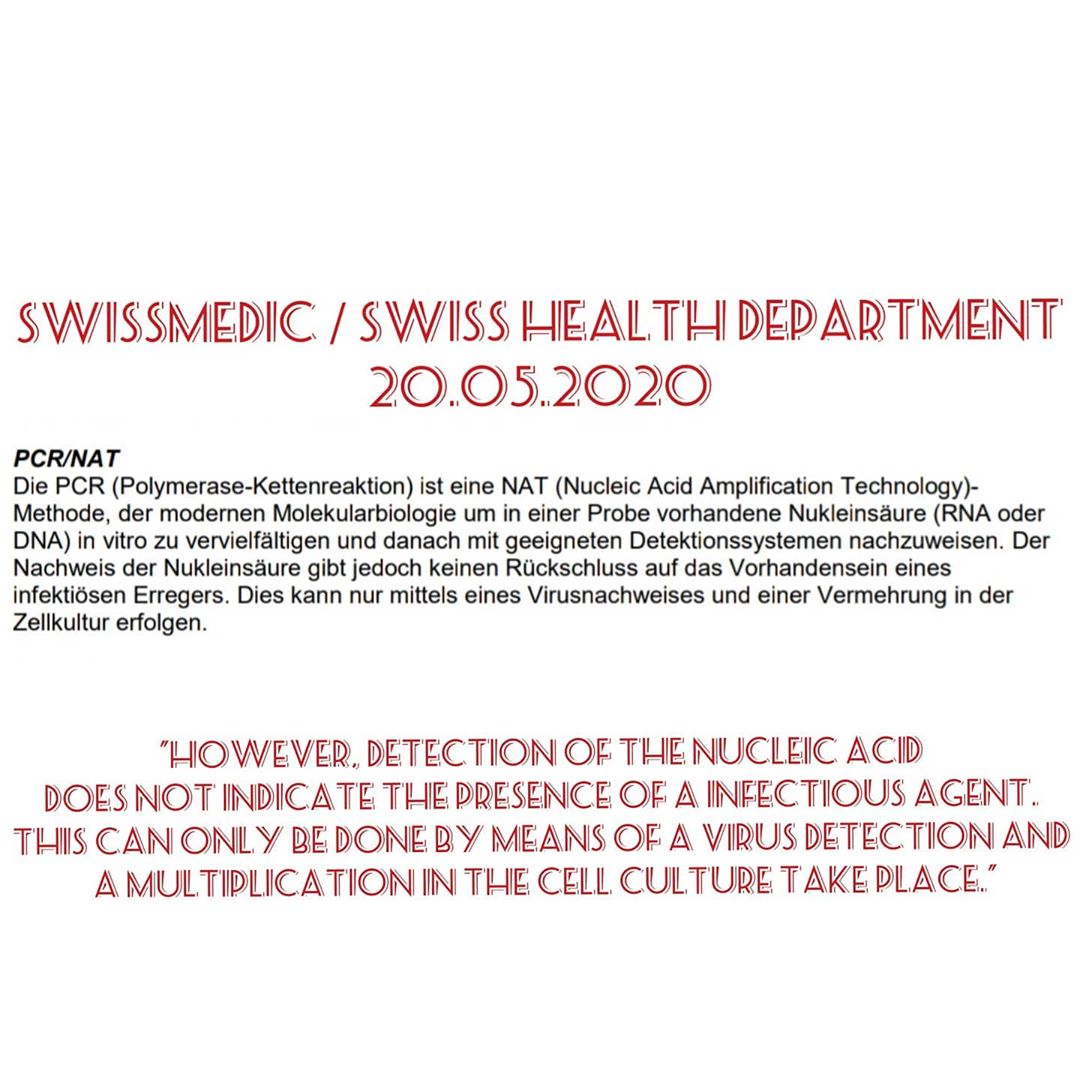 SWISSMEDIC / SWISS HEALTH DEPARTMENT
20.05.2020
PCR/NAT
Die PCR (Polymerase-Kettenreaktion) ist eine NAT (Nucleic Acid Amplification Technology)-
Methode, der modernen Molekularbiologie um in einer Probe vorhandene Nukleinsäure (RNA oder
DNA) in vitro zu vervielfältigen und danach mit geeigneten Detektionssystemen nachzuweisen. Der
Nachweis der Nukleinsäure gibt jedoch keinen Rückschluss auf das Vorhandensein eines
infektiösen Erregers. Dies kann nur mittels eines Virusnachweises und einer Vermehrung in der
Zellkultur erfolgen.
"HOWEVER, DETECTION OF THE NUCLEIC ACID
DOES NOT INDICATE THE PRESENCE OF A INFECTIOUS AGENT.
THIS CAN ONLY BE DONE BY MEANS OF A VIRUS DETECTION AND
A MULTIPLICATION IN THE CELL CULTURE TAKE PLACE."